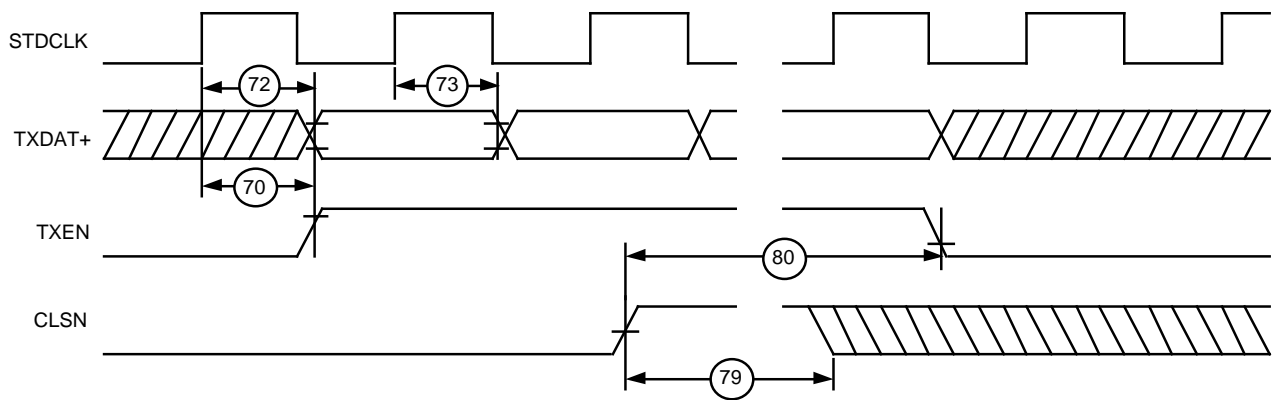 STDCLK
72
73
TXDAT+
70
TXEN
80
CLSN
79